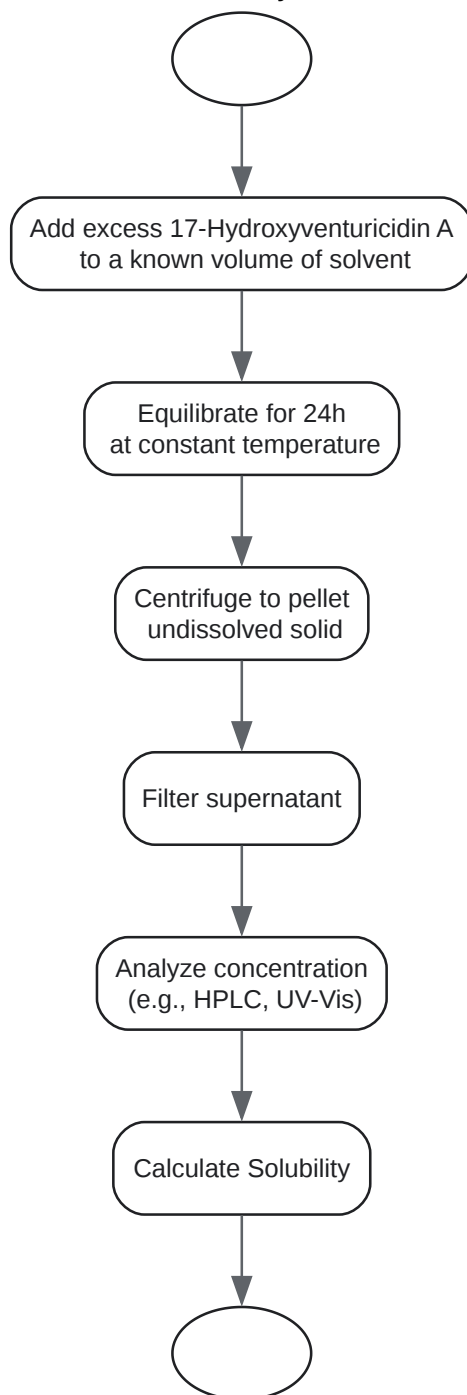 Add excess 17-Hydroxyventuricidin A
to a known volume of solvent
Equilibrate for 24h
at constant temperature
Centrifuge to pellet
undissolved solid
Filter supernatant
Analyze concentration
(e.g., HPLC, UV-Vis)
Calculate Solubility